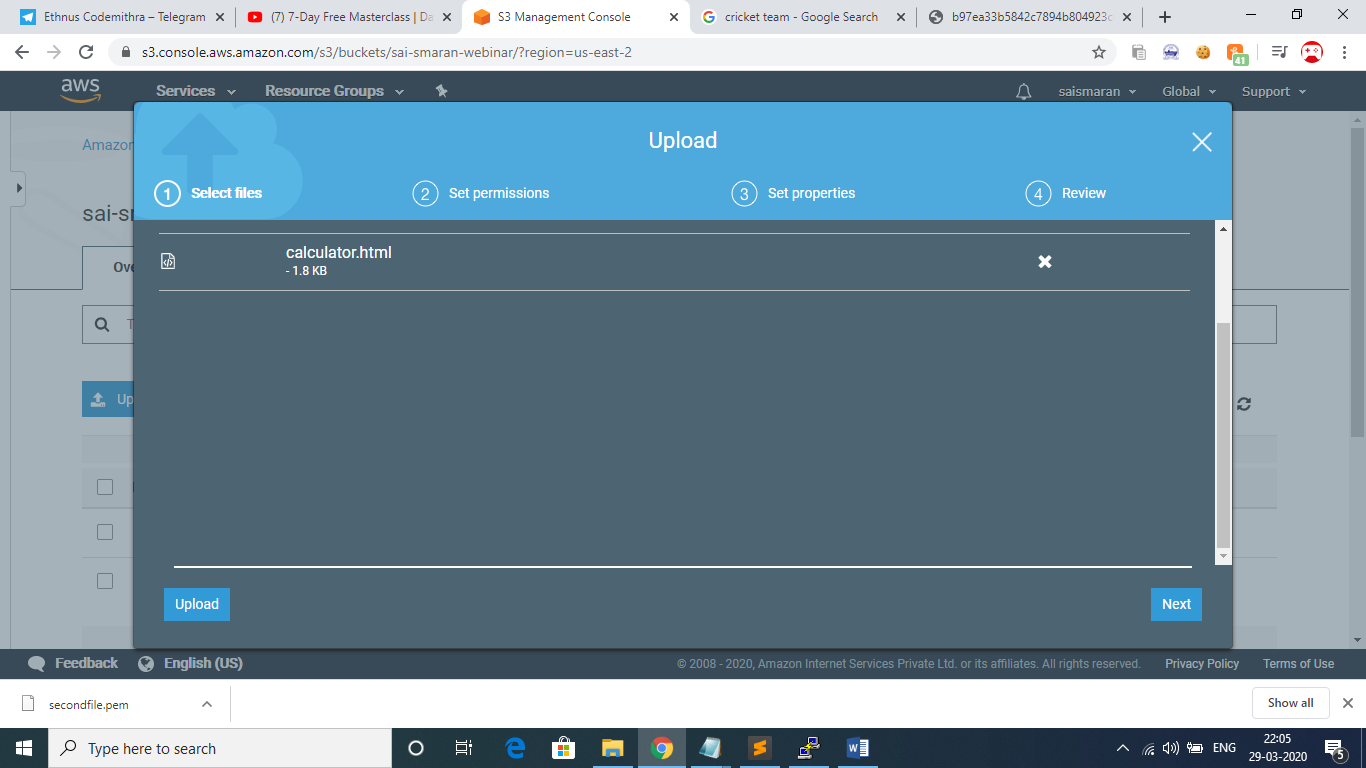 Ethnus Codemithra – Telegram
(7) 7-Day Free Masterclass | Da
S3 Management Console
cricket team - Google Search
b97ea33b5842c7894b804923c
s3.console.aws.amazon.com/s3/buckets/sai-smaran-webinar/?region=us-east-2
41
aws
Services
Resource Groups
saismaran
Global
Support
Amazon
Upload
1 Select files
2 Set permissions
3 Set properties
4 Review
sai-sm
calculator.html
- 1.8 KB
Ove
T
Up
Upload
Next
Feedback
English (US)
© 2008 - 2020, Amazon Internet Services Private Ltd. or its affiliates. All rights reserved.
Privacy Policy
Terms of Use
secondfile.pem
Show all
Type here to search
ENG
22:05
29-03-2020
5